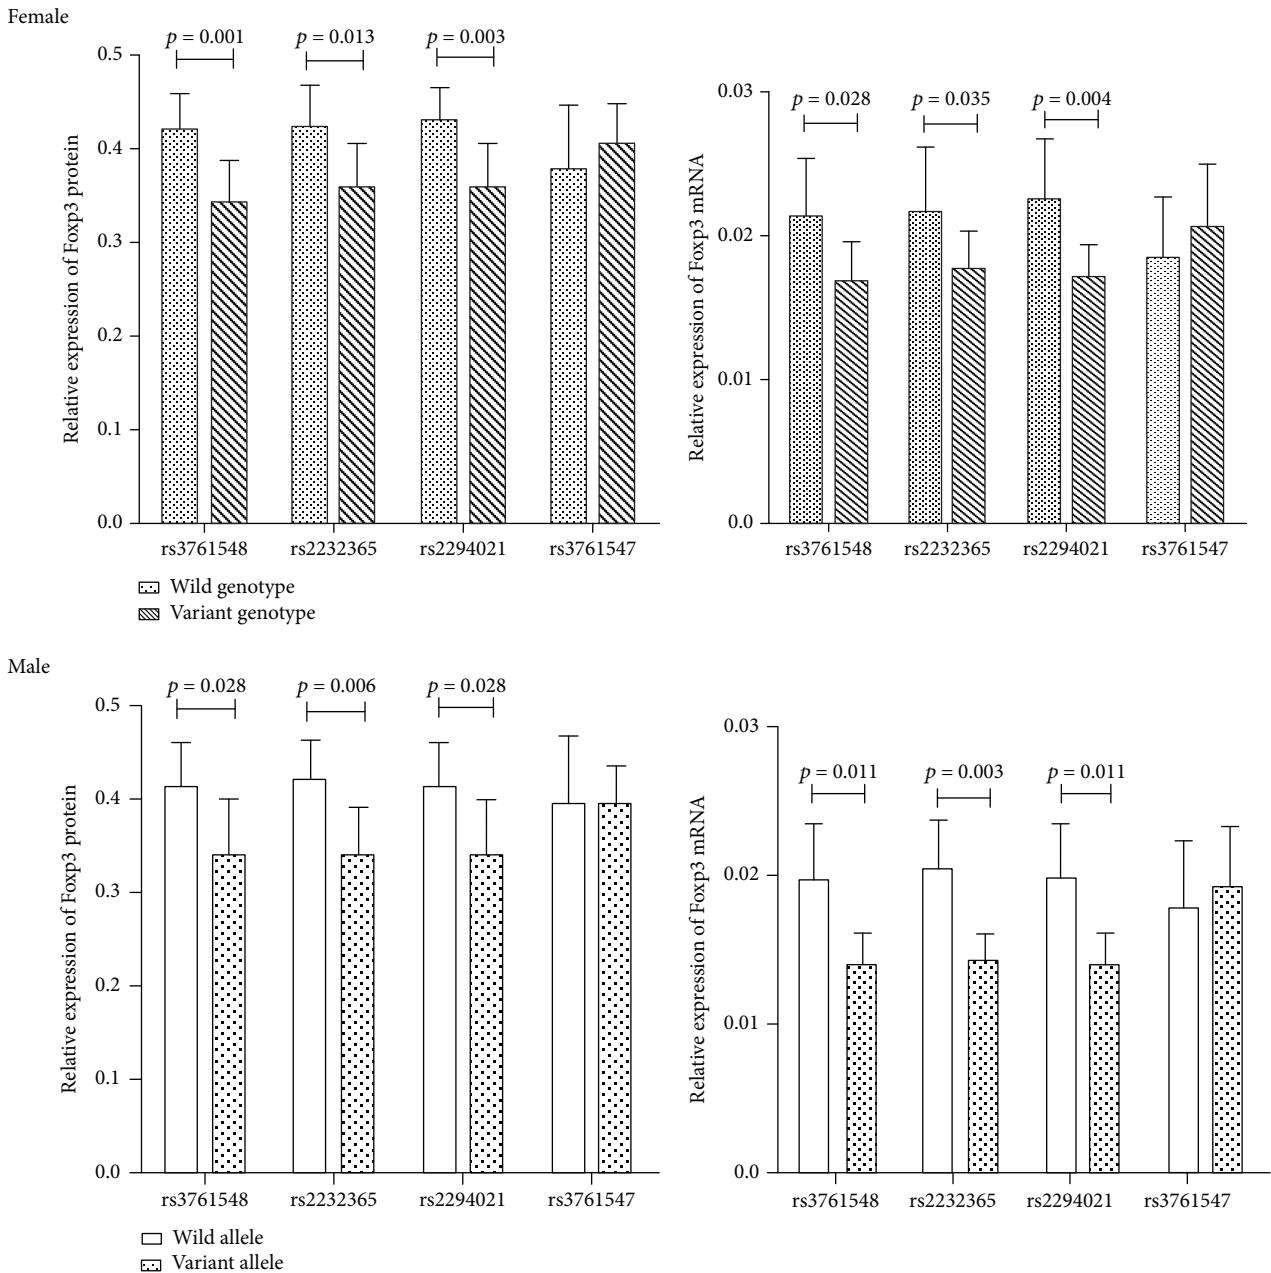 Female
p = 0.001
p = 0.013
p = 0.003
0.5
0.4
0.3
0.2
0.1
0.0
Relative expression of Foxp3 protein
rs3761548
rs2232365
rs2294021
rs3761547
Wild genotype
Variant genotype
p = 0.028
p = 0.035
p = 0.004
0.03
0.02
0.01
0.0
Relative expression of Foxp3 mRNA
rs3761548
rs2232365
rs2294021
rs3761547
Male
p = 0.028
p = 0.006
p = 0.028
0.5
0.4
0.3
0.2
0.1
0.0
Relative expression of Foxp3 protein
rs3761548
rs2232365
rs2294021
rs3761547
Wild allele
Variant allele
p = 0.011
p = 0.003
p = 0.011
0.03
0.02
0.01
0.0
Relative expression of Foxp3 mRNA
rs3761548
rs2232365
rs2294021
rs3761547